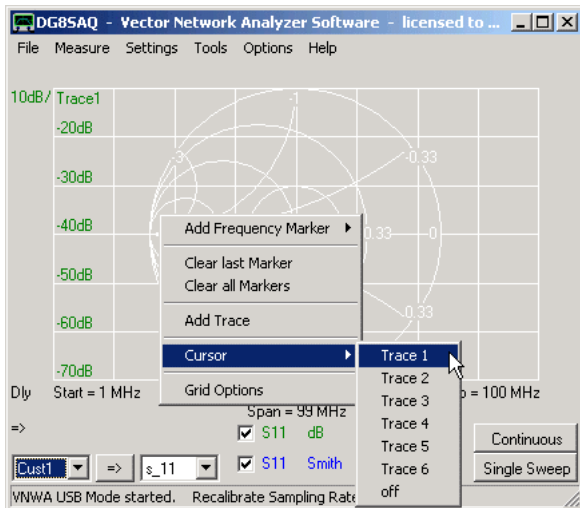 DG8SAQ - Vector Network Analyzer Software - licensed to ...
File Measure Settings Tools Options Help
10dB/ Trace1
-1
-20dB
-3
-0.33
-30dB
-40dB
0.33
0
-50dB
-60dB
-0.33
-70dB
Add Frequency Marker
Clear last Marker
Clear all Markers
Add Trace
Cursor
Grid Options
Trace 1
Trace 2
Trace 3
Trace 4
Trace 5
Trace 6
off
Dly Start = 1 MHz = 100 MHz
Span = 99 MHz
=> S11 dB Continuous
Cust1 => s_11 S11 Smith Single Sweep
VNWA USB Mode started. Recalibrate Sampling Rate